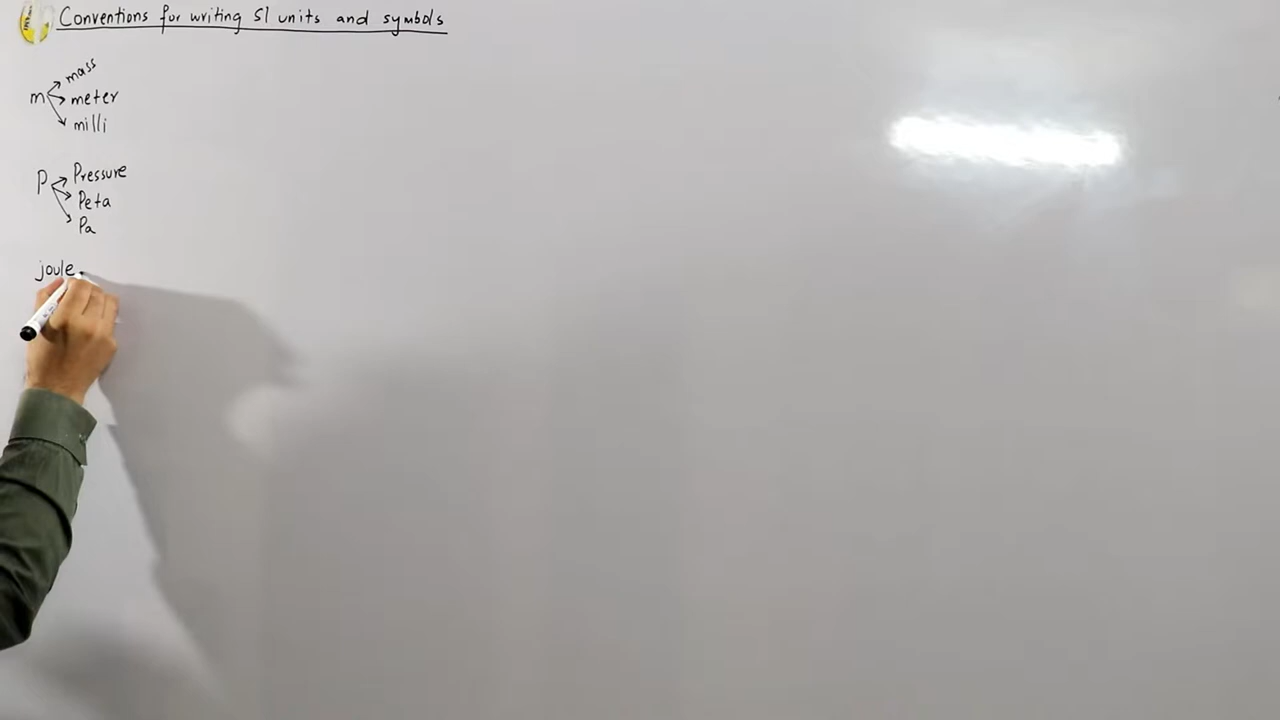 Conventions for writing SI units and symbols
mass
m meter
milli
P Pressure
Peta
Pa
joule